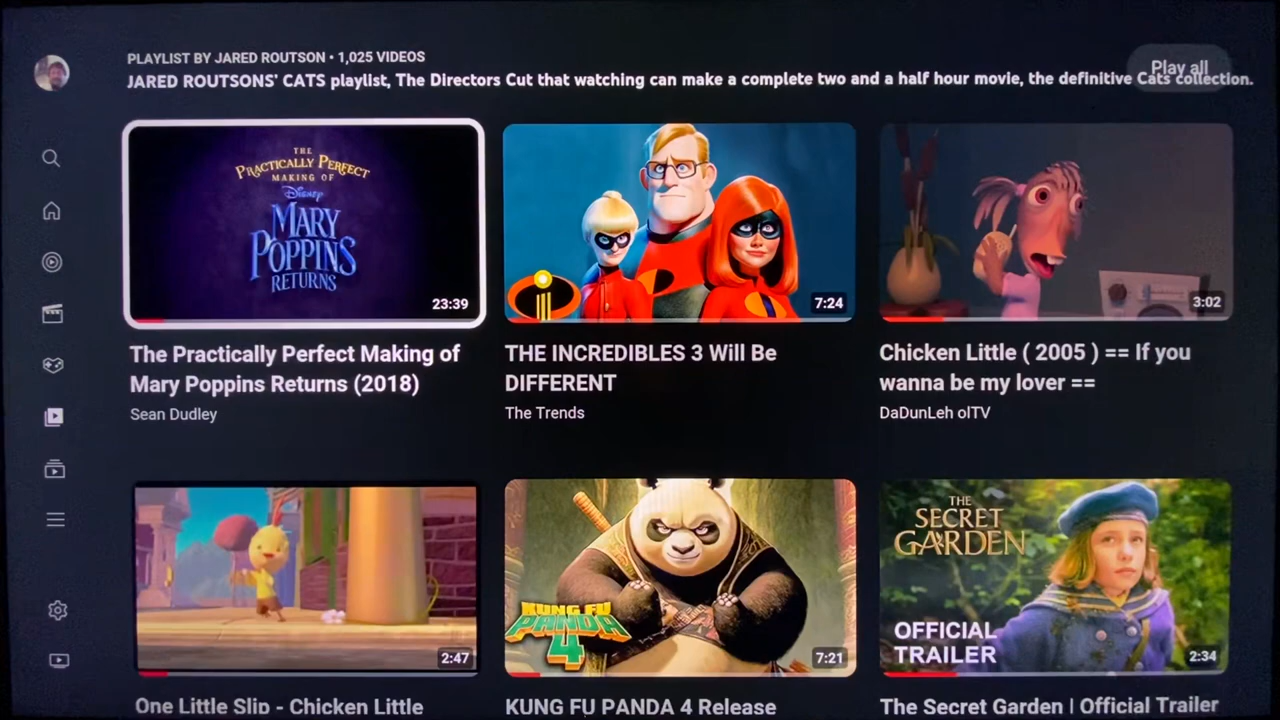 PLAYLIST BY JARED ROUTSON • 1,025 VIDEOS
JARED ROUTSONS' CATS playlist, The Directors Cut that watching can make a complete two and a half hour movie, the definitive Cats collection.
Play all
THE
PRACTICALLY PERFECT
MAKING OF
Disney
MARY
POPPINS
RETURNS
23:39
7:24
3:02
The Practically Perfect Making of
Mary Poppins Returns (2018)
Sean Dudley
THE INCREDIBLES 3 Will Be
DIFFERENT
The Trends
Chicken Little ( 2005 ) == If you
wanna be my lover ==
DaDunLeh olTV
2:47
KUNG FU
PANDA
4
7:21
THE
SECRET
GARDEN
OFFICIAL
TRAILER
2:34
One Little Slip - Chicken Little
KUNG FU PANDA 4 Release
The Secret Garden | Official Trailer